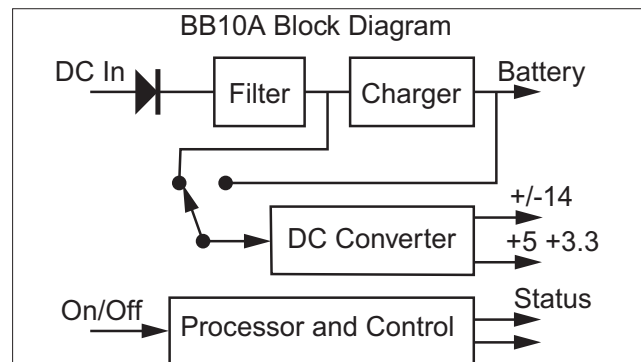 BB10A Block Diagram
DC In
Filter
Charger
Battery
+/-14
DC Converter
+5 +3.3
On/Off
Processor and Control
Status